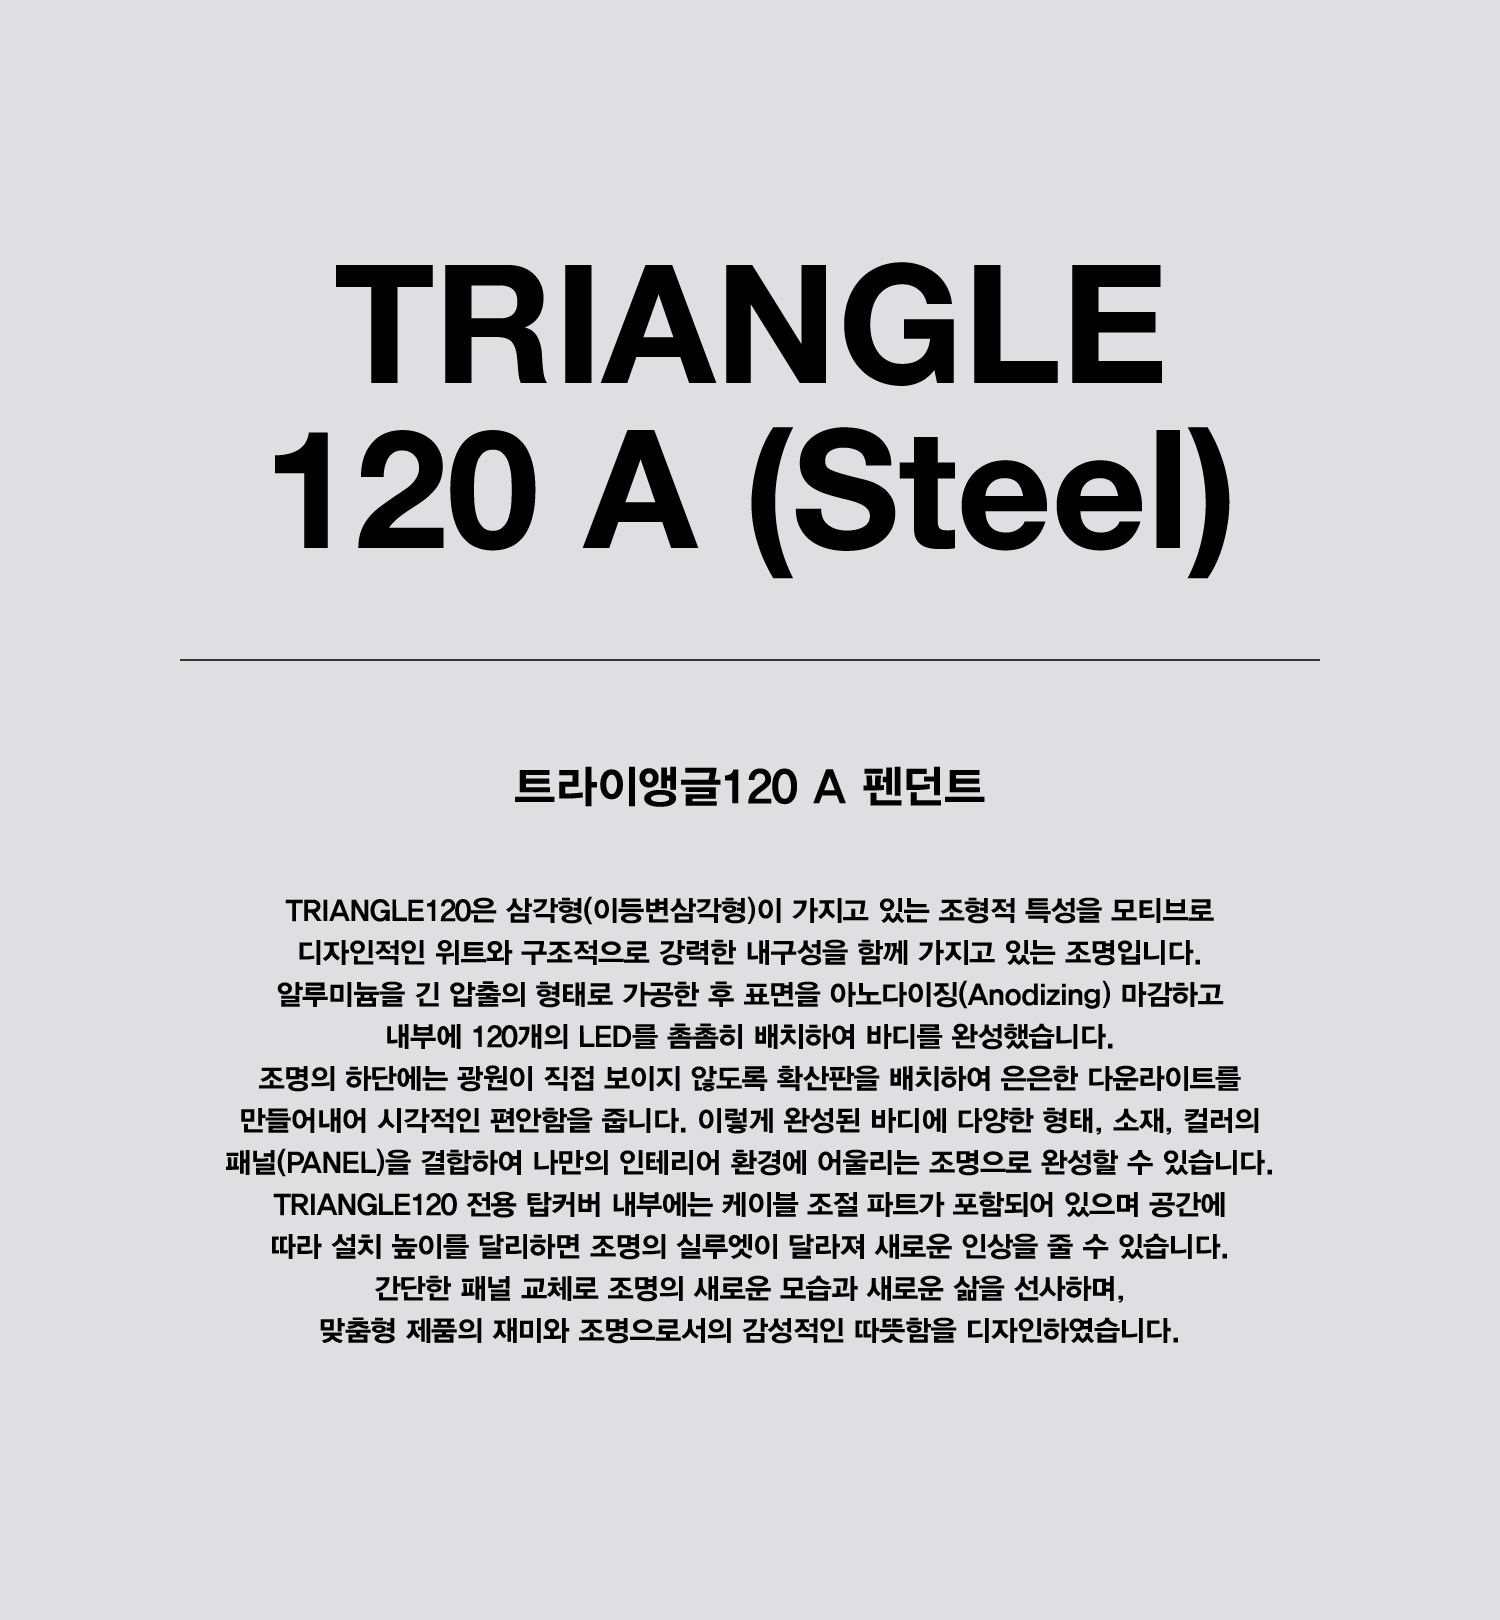 TRIANGLE
120 A (Steel)
트라이앵글120 A 펜던트
TRIANGLE120은 삼각형(이등변삼각형)이 가지고 있는 조형적 특성을 모티브로
디자인적인 위트와 구조적으로 강력한 내구성을 함께 가지고 있는 조명입니다.
알루미늄을 긴 압출의 형태로 가공한 후 표면을 아노다이징(Anodizing) 마감하고
내부에 120개의 LED를 촘촘히 배치하여 바디를 완성했습니다.
조명의 하단에는 광원이 직접 보이지 않도록 확산판을 배치하여 은은한 다운라이트를
만들어내어 시각적인 편안함을 줍니다. 이렇게 완성된 바디에 다양한 형태, 소재, 컬러의
패널(PANEL)을 결합하여 나만의 인테리어 환경에 어울리는 조명으로 완성할 수 있습니다.
TRIANGLE120 전용 탑커버 내부에는 케이블 조절 파트가 포함되어 있으며 공간에
따라 설치 높이를 달리하면 조명의 실루엣이 달라져 새로운 인상을 줄 수 있습니다.
간단한 패널 교체로 조명의 새로운 모습과 새로운 삶을 선사하며,
맞춤형 제품의 재미와 조명으로서의 감성적인 따뜻함을 디자인하였습니다.